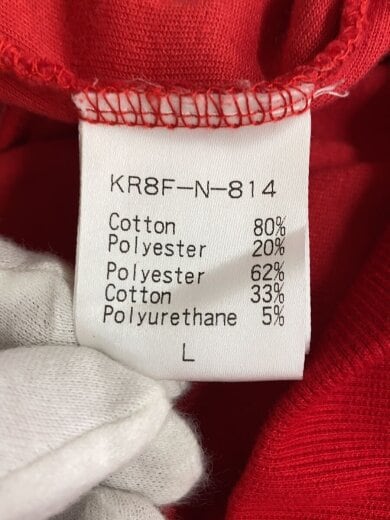 KR8F-N-814
Cotton 80%
Polyester 20%
Polyester 62%
Cotton 33%
Polyurethane 5%
L